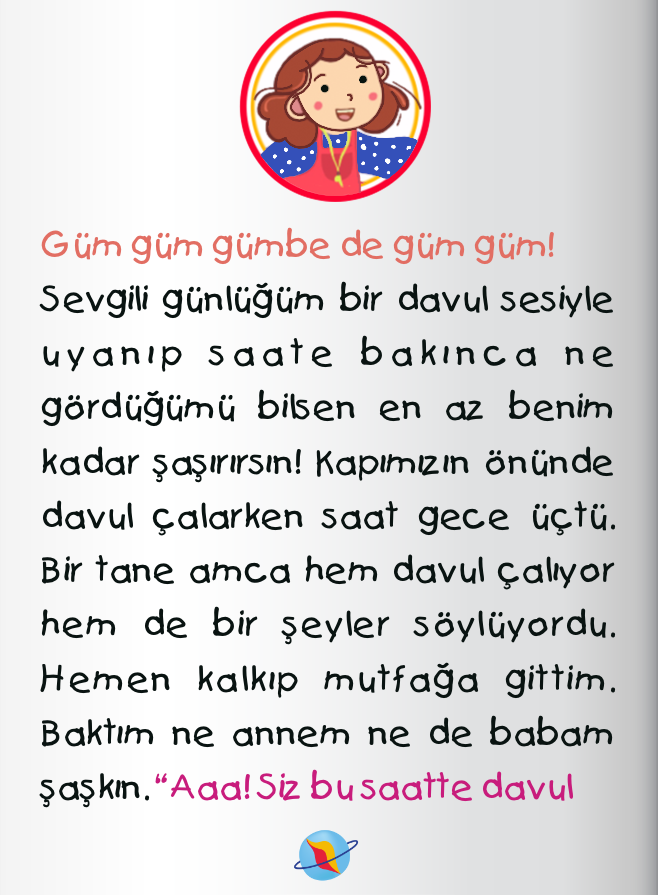 Güm güm gümbe de güm güm!
Sevgili günlüğüm bir davul sesiyle
uyanıp saate bakınca ne
gördüğümü bilsen en az benim
kadar şaşırırsın! Kapımızın önünde
davul çalarken saat gece üçtü.
Bir tane amca hem davul çalıyor
hem de bir şeyler söylüyordu.
Hemen kalkıp mutfağa gittim.
Baktım ne annem ne de babam
şaşkın. “Aaa! Siz bu saatte davul